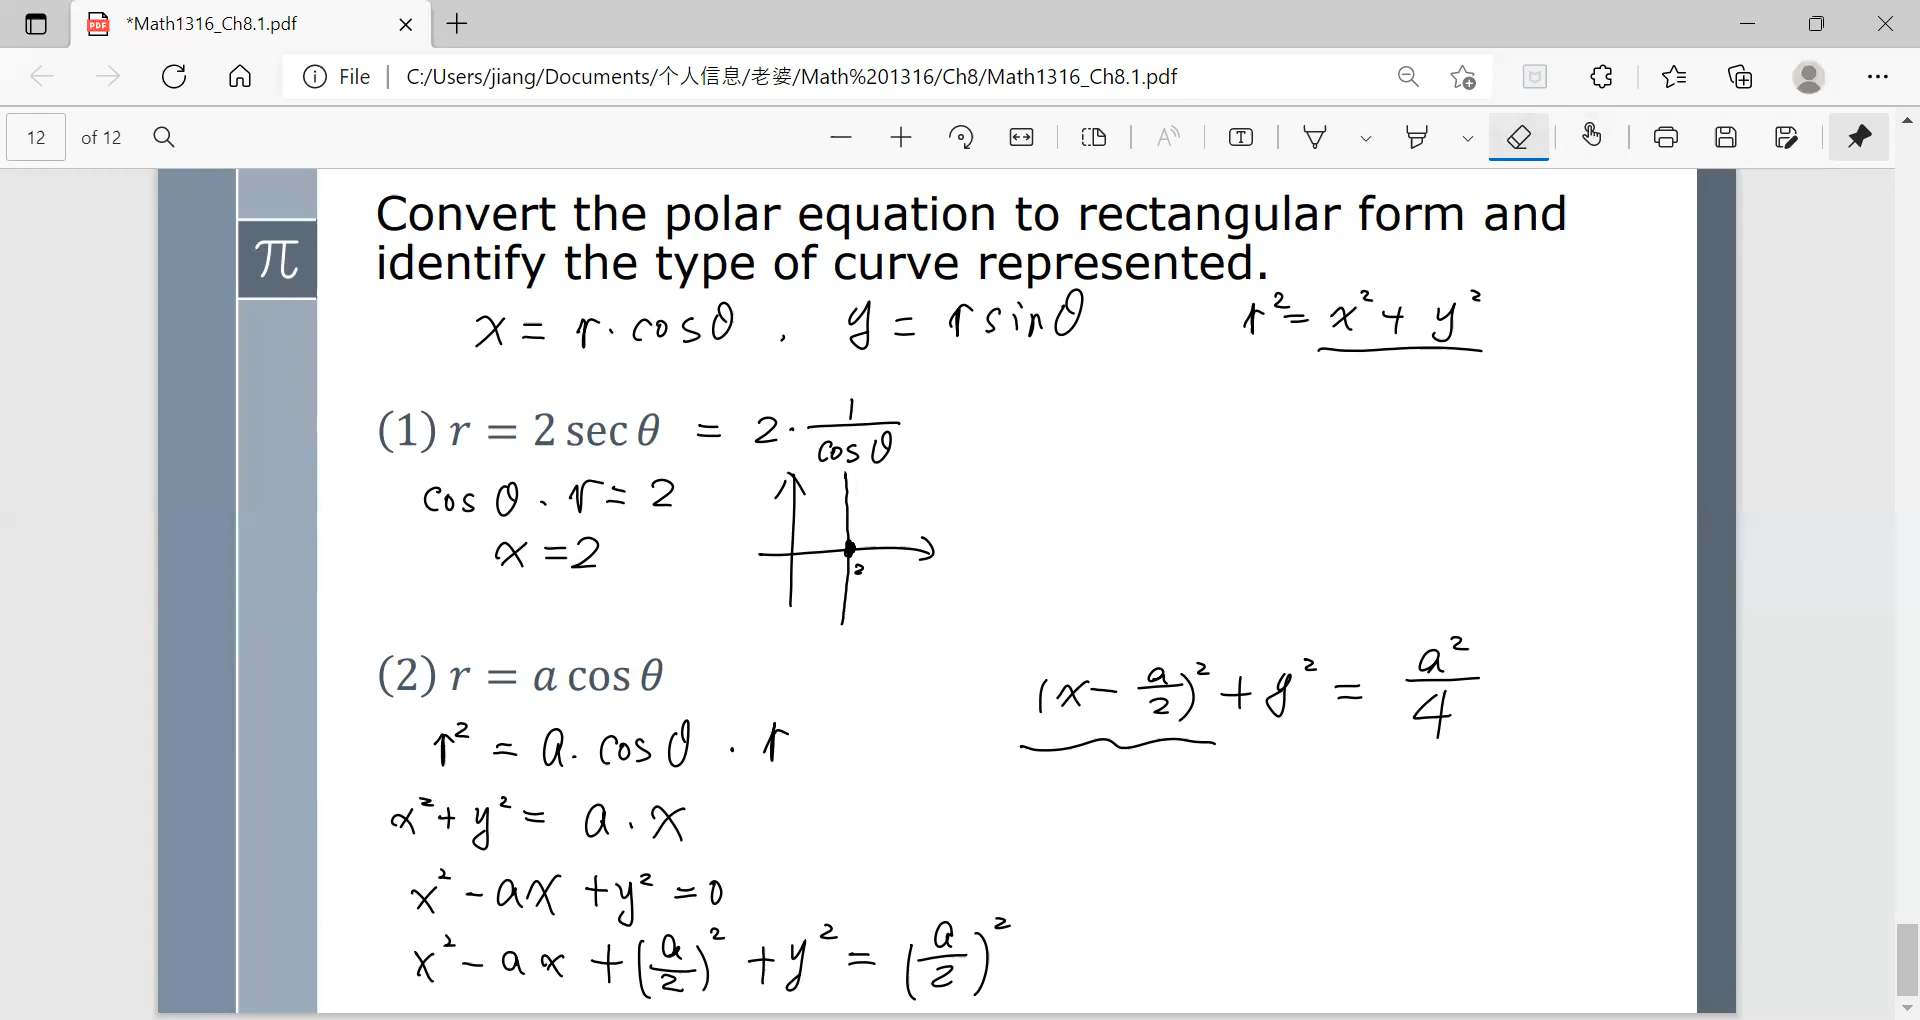 *Math1316_Ch8.1.pdf
File | C:/Users/jiang/Documents/个人信息/老婆/Math%201316/Ch8/Math1316_Ch8.1.pdf
12 of 12
π
Convert the polar equation to rectangular form and
identify the type of curve represented.
x = r · cos θ , y = r sin θ r² = x² + y²
(1) r = 2 sec θ = 2 · 1/cos θ
cos θ · r = 2
x = 2
2
(2) r = a cos θ
(x − a/2)² + y² = a²/4
r² = a · cos θ · r
x² + y² = a · x
x² − ax + y² = 0
x² − ax + (a/2)² + y² = (a/2)²